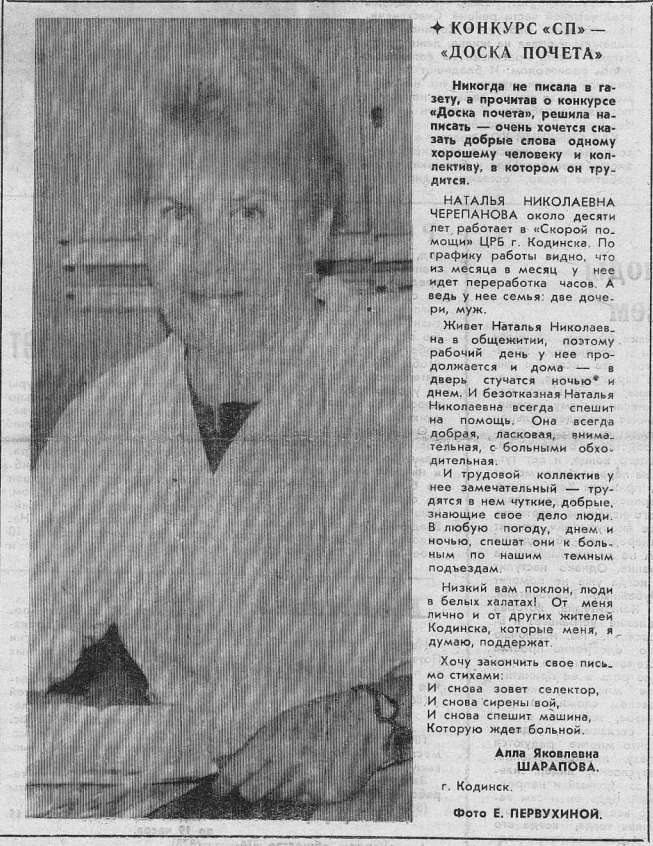 ✦ КОНКУРС «СП» —
«ДОСКА ПОЧЕТА»
Никогда не писала в га-
зету, а прочитав о конкурсе
«Доска почета», решила на-
писать — очень хочется ска-
зать добрые слова одному
хорошему человеку и кол-
лективу, в котором он тру-
дится.
НАТАЛЬЯ НИКОЛАЕВНА
ЧЕРЕПАНОВА около десяти
лет работает в «Скорой по-
мощи» ЦРБ г. Кодинска. По
графику работы видно, что
из месяца в месяц у нее
идет переработка часов. А
ведь у нее семья: две доче-
ри, муж.
Живет Наталья Николаев-
на в общежитии, поэтому
рабочий день у нее про-
должается и дома — в
дверь стучатся ночью и
днем. И безотказная Наталья
Николаевна всегда спешит
на помощь. Она всегда
добрая, ласковая, внима-
тельная, с больными обхо-
дительная.
И трудовой коллектив у
нее замечательный — тру-
дятся в нем чуткие, добрые,
знающие свое дело люди.
В любую погоду, днем и
ночью, спешат они к боль-
ным по нашим темным
подъездам.
Низкий вам поклон, люди
в белых халатах! От меня
лично и от других жителей
Кодинска, которые меня, я
думаю, поддержат.
Хочу закончить свое пись-
мо стихами:
И снова зовет селектор,
И снова сирены вой,
И снова спешит машина,
Которую ждет больной.
Алла Яковлевна
ШАРАПОВА.
г. Кодинск.
Фото Е. ПЕРВУХИНОЙ.